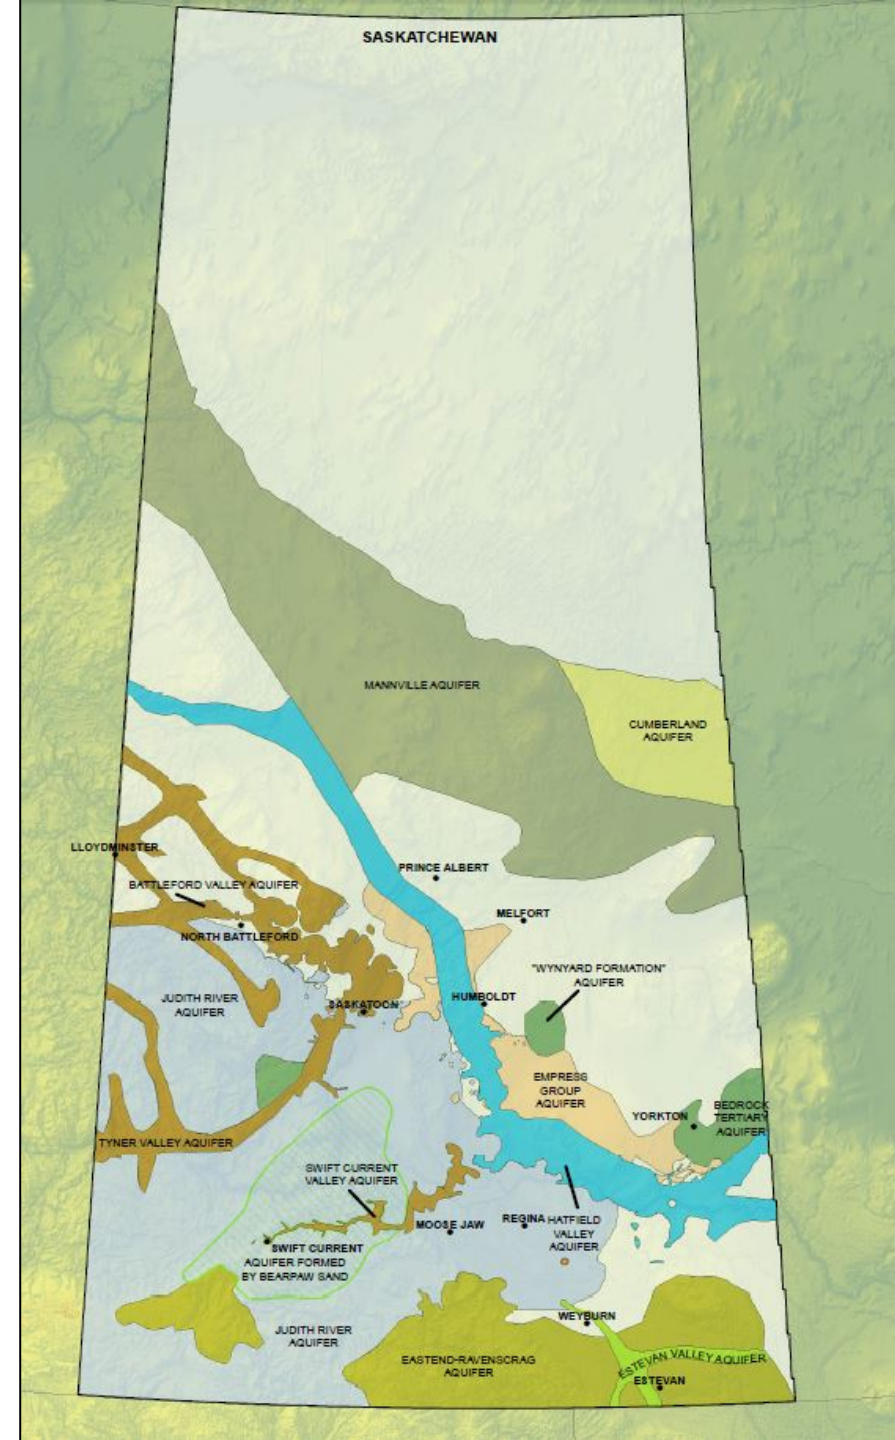 SASKATCHEWAN
MANNVILLE AQUIFER
CUMBERLAND
AQUIFER
LLOYDMINSTER
PRINCE ALBERT
BATTLEFORD VALLEY AQUIFER
MELFORT
NORTH BATTLEFORD
"WYNYARD FORMATION"
AQUIFER
JUDITH RIVER
AQUIFER
SASKATOON
HUMBOLDT
EMPRESS
GROUP
AQUIFER
YORKTON
BEDROCK
TERTIARY
AQUIFER
TYNER VALLEY AQUIFER
SWIFT CURRENT
VALLEY AQUIFER
MOOSE JAW
REGINA
HATFIELD
VALLEY
AQUIFER
SWIFT CURRENT
AQUIFER FORMED
BY BEARPAW SAND
WEYBURN
JUDITH RIVER
AQUIFER
EASTEND-RAVENSCRAG
AQUIFER
ESTEVAN VALLEY AQUIFER
ESTEVAN